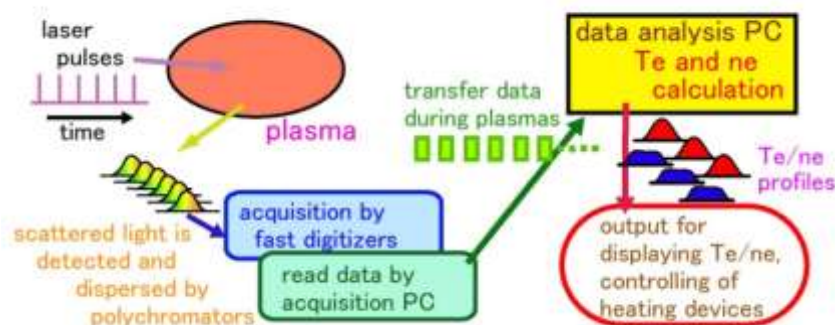 laser
pulses
time
plasma
scattered light is
detected and
dispersed by
polychromators
acquisition by
fast digitizers
read data by
acquisition PC
transfer data
during plasmas
data analysis PC
Te and ne
calculation
Te/ne
profiles
output for
displaying Te/ne,
controlling of
heating devices